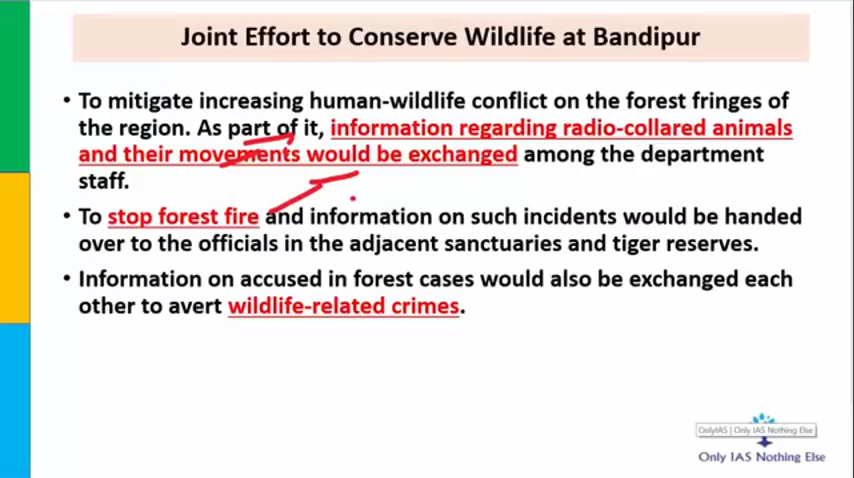 Joint Effort to Conserve Wildlife at Bandipur
• To mitigate increasing human-wildlife conflict on the forest fringes of
the region. As part of it, information regarding radio-collared animals
and their movements would be exchanged among the department
staff.
• To stop forest fire and information on such incidents would be handed
over to the officials in the adjacent sanctuaries and tiger reserves.
• Information on accused in forest cases would also be exchanged each
other to avert wildlife-related crimes.
OnlyIAS | Only IAS Nothing Else
Only IAS Nothing Else